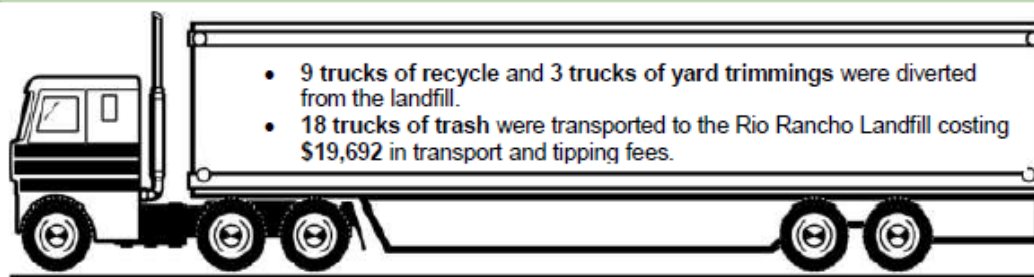 • 9 trucks of recycle and 3 trucks of yard trimmings were diverted
from the landfill.
• 18 trucks of trash were transported to the Rio Rancho Landfill costing
$19,692 in transport and tipping fees.